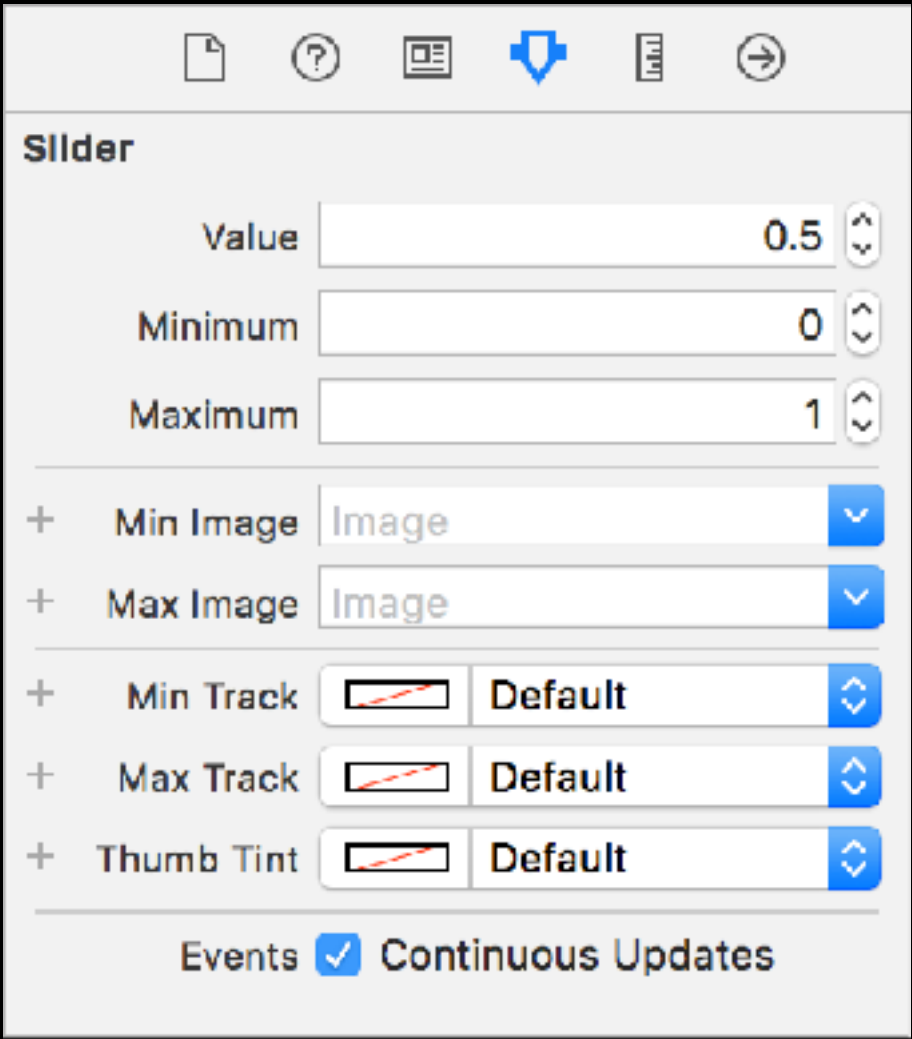 Slider
Value 0.5
Minimum 0
Maximum 1
+ Min Image Image
+ Max Image Image
+ Min Track Default
+ Max Track Default
+ Thumb Tint Default
Events Continuous Updates